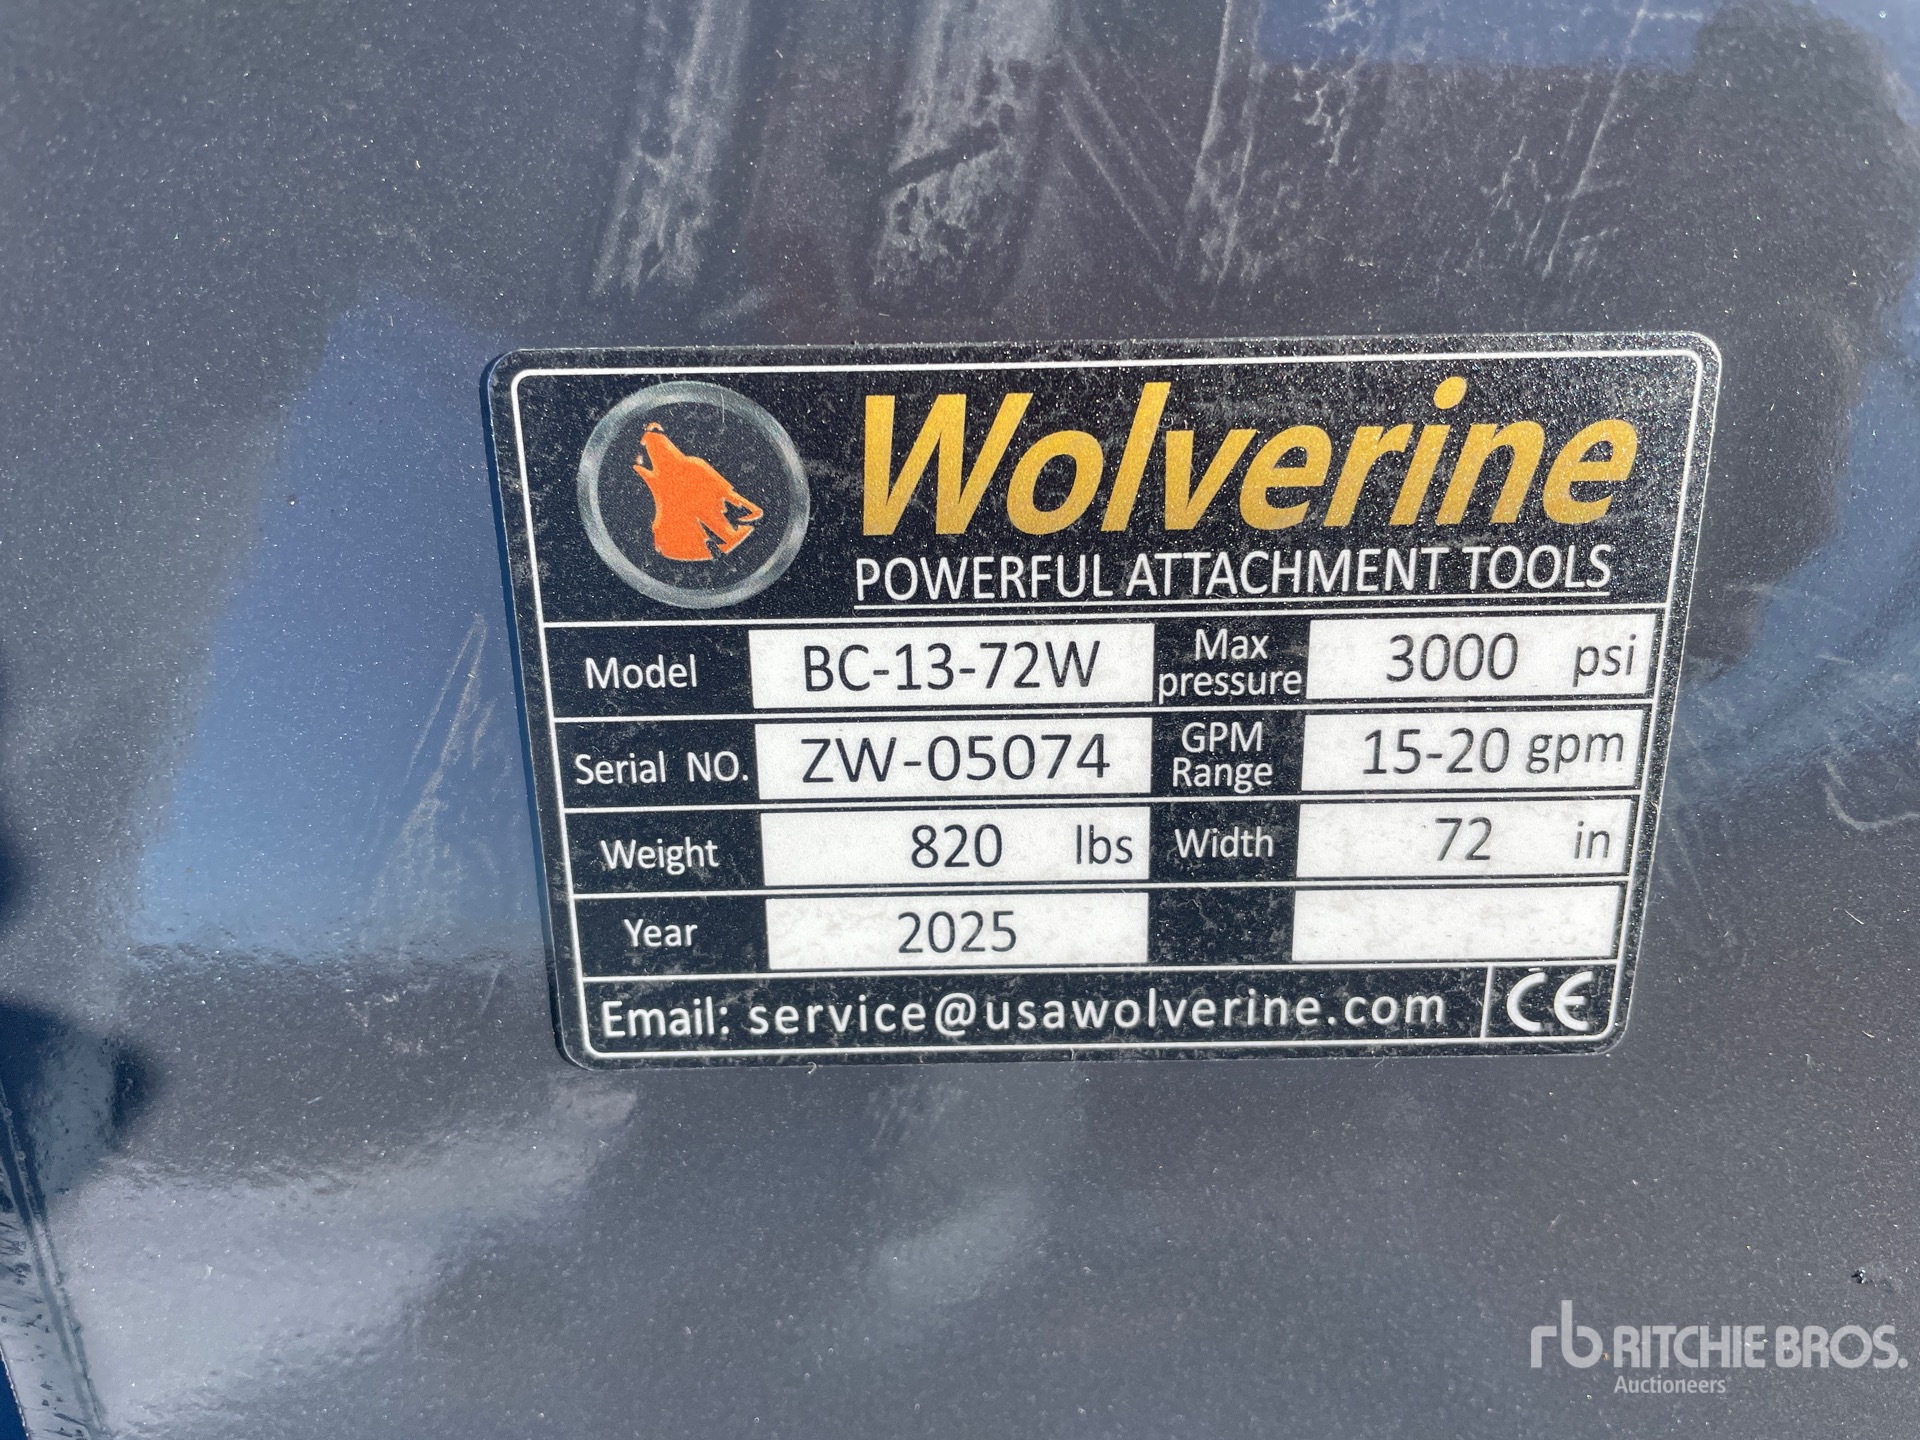 Wolverine
POWERFUL ATTACHMENT TOOLS
Model BC-13-72W Max pressure 3000 psi
Serial NO. ZW-05074 GPM Range 15-20 gpm
Weight 820 lbs Width 72 in
Year 2025
Email: service@usawolverine.com CE
rb RITCHIE BROS.
Auctioneers